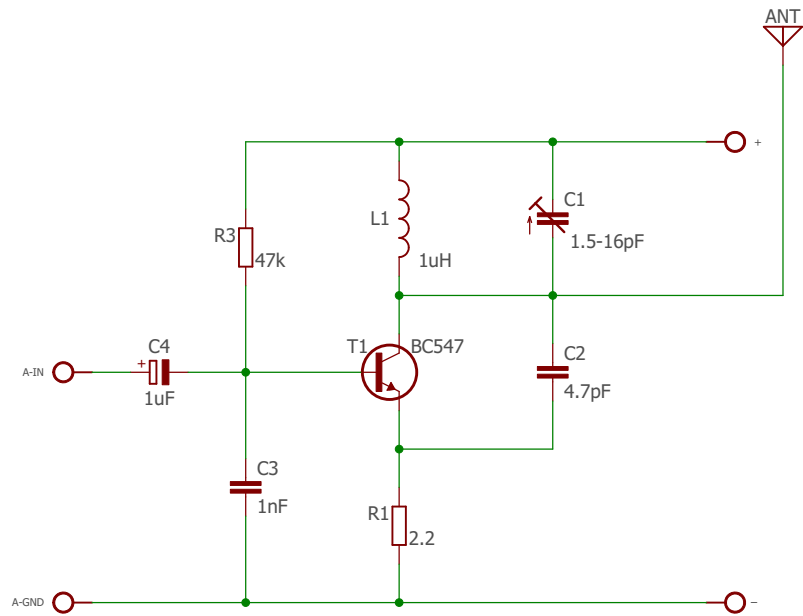 ANT
+
L1
1uH
C1
1.5-16pF
R3
47k
C4
+
1uF
A-IN
T1
BC547
C2
4.7pF
C3
1nF
R1
2.2
A-GND
-